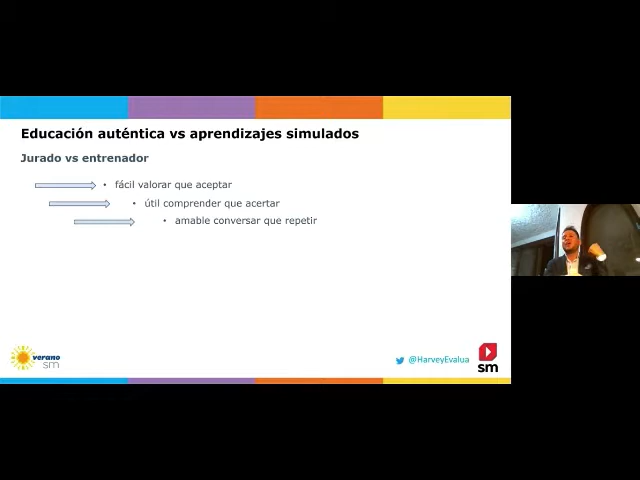 Educación auténtica vs aprendizajes simulados
Jurado vs entrenador
• fácil valorar que aceptar
• útil comprender que acertar
• amable conversar que repetir
verano
sm
@HarveyEvalua
sm